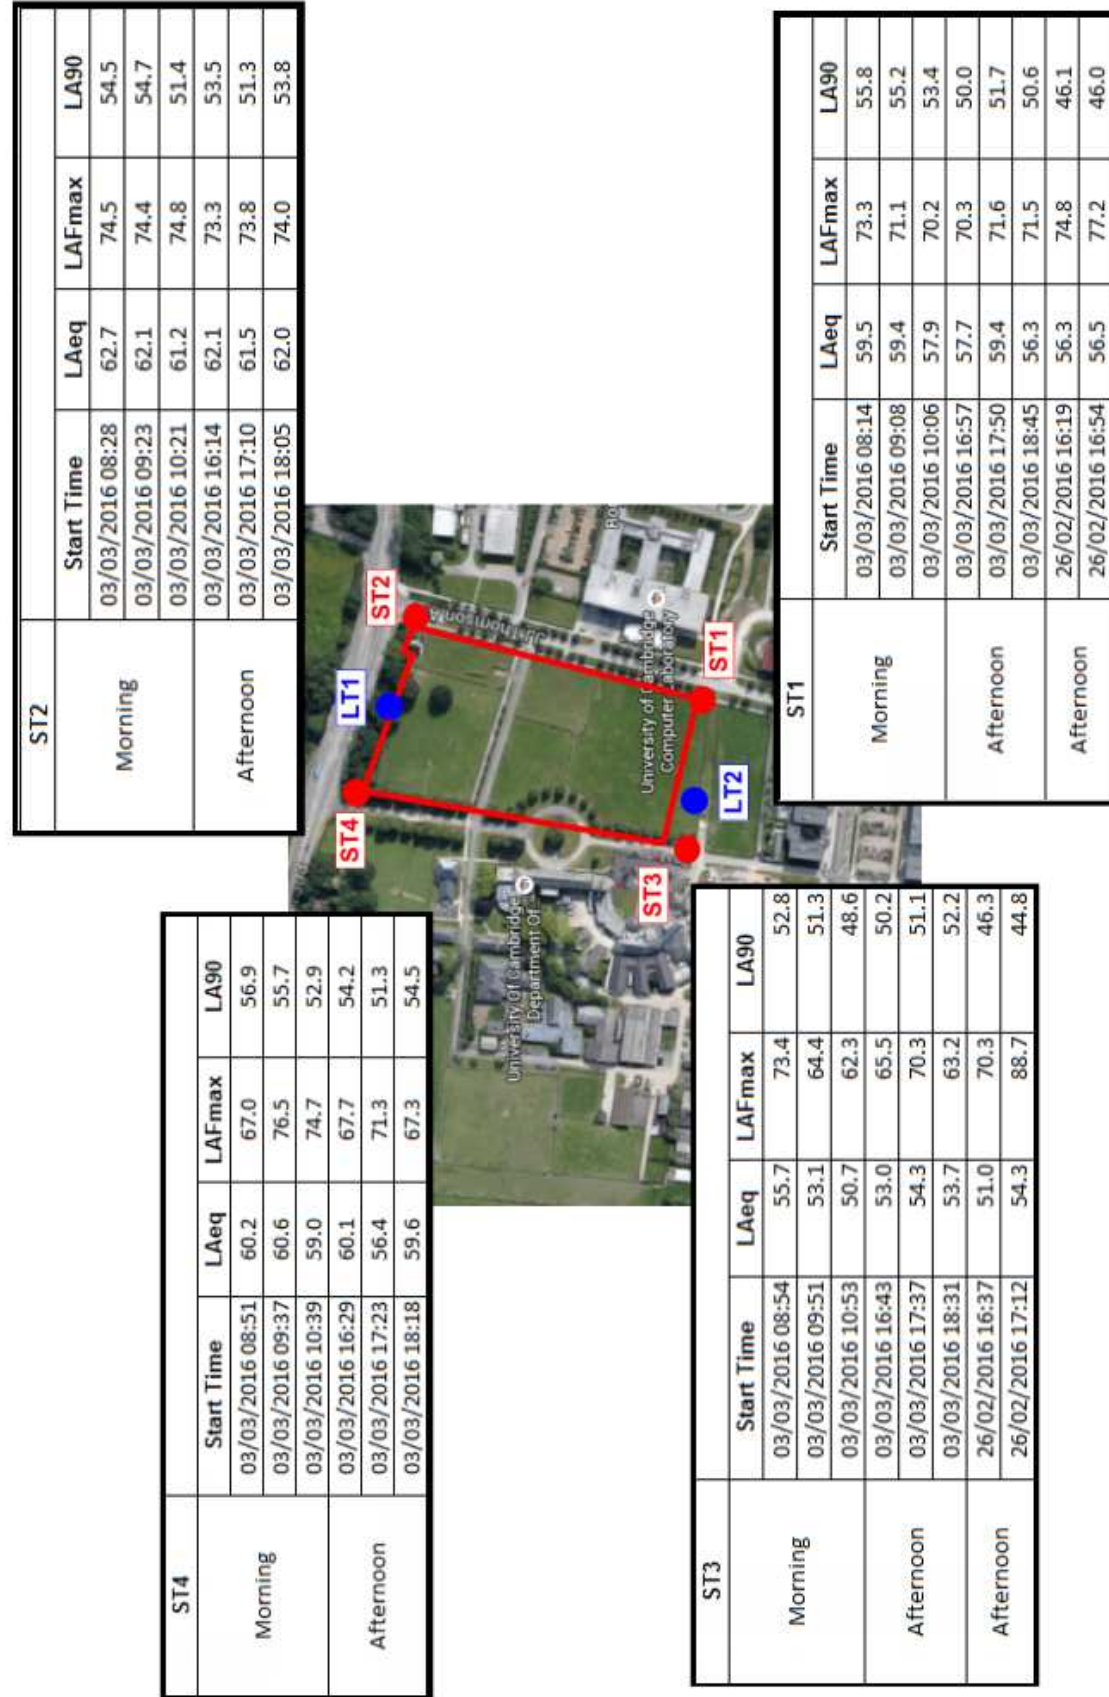 ST4
Start Time LAeq LAFmax LA90
Morning
03/03/2016 08:51 60.2 67.0 56.9
03/03/2016 09:37 60.6 76.5 55.7
03/03/2016 10:39 59.0 74.7 52.9
Afternoon
03/03/2016 16:29 60.1 67.7 54.2
03/03/2016 17:23 56.4 71.3 51.3
03/03/2016 18:18 59.6 67.3 54.5
ST2
Start Time LAeq LAFmax LA90
Morning
03/03/2016 08:28 62.7 74.5 54.5
03/03/2016 09:23 62.1 74.4 54.7
03/03/2016 10:21 61.2 74.8 51.4
Afternoon
03/03/2016 16:14 62.1 73.3 53.5
03/03/2016 17:10 61.5 73.8 51.3
03/03/2016 18:05 62.0 74.0 53.8
ST4
LT1
ST2
JJ Thomson A
University Of Cambridge
Department Of
University of Cambridge
Computer Laboratory
ST3
LT2
ST1
ST3
Start Time LAeq LAFmax LA90
Morning
03/03/2016 08:54 55.7 73.4 52.8
03/03/2016 09:51 53.1 64.4 51.3
03/03/2016 10:53 50.7 62.3 48.6
Afternoon
03/03/2016 16:43 53.0 65.5 50.2
03/03/2016 17:37 54.3 70.3 51.1
03/03/2016 18:31 53.7 63.2 52.2
Afternoon
26/02/2016 16:37 51.0 70.3 46.3
26/02/2016 17:12 54.3 88.7 44.8
ST1
Start Time LAeq LAFmax LA90
Morning
03/03/2016 08:14 59.5 73.3 55.8
03/03/2016 09:08 59.4 71.1 55.2
03/03/2016 10:06 57.9 70.2 53.4
Afternoon
03/03/2016 16:57 57.7 70.3 50.0
03/03/2016 17:50 59.4 71.6 51.7
03/03/2016 18:45 56.3 71.5 50.6
Afternoon
26/02/2016 16:19 56.3 74.8 46.1
26/02/2016 16:54 56.5 77.2 46.0